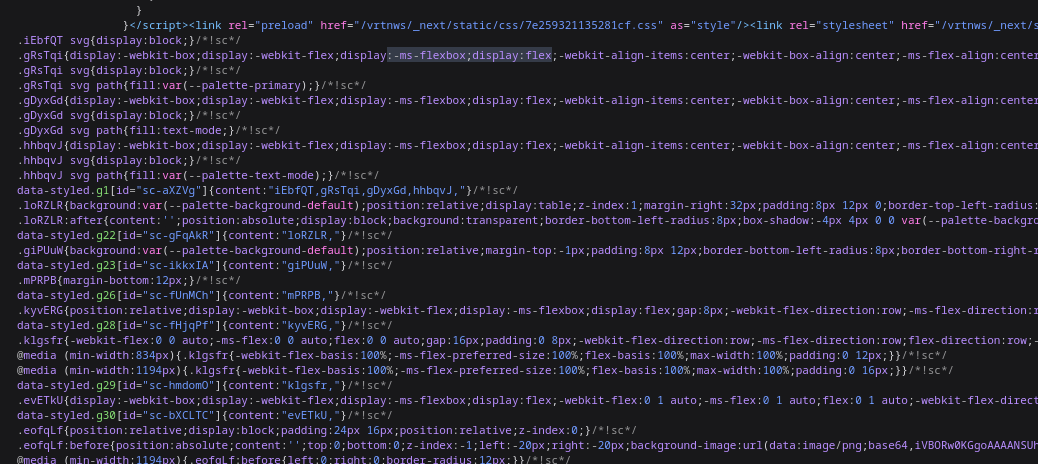 }
}</script><link rel="preload" href="/vrtnws/_next/static/css/7e259321135281cf.css" as="style"/><link rel="stylesheet" href="/vrtnws/_next/s
.iEbfQT svg{display:block;}/*!sc*/
.gRsTqi{display:-webkit-box;display:-webkit-flex;display:-ms-flexbox;display:flex;-webkit-align-items:center;-webkit-box-align:center;-ms-flex-align:cente
.gRsTqi svg{display:block;}/*!sc*/
.gRsTqi svg path{fill:var(--palette-primary);}/*!sc*/
.gDyxGd{display:-webkit-box;display:-webkit-flex;display:-ms-flexbox;display:flex;-webkit-align-items:center;-webkit-box-align:center;-ms-flex-align:cente
.gDyxGd svg{display:block;}/*!sc*/
.gDyxGd svg path{fill:text-mode;}/*!sc*/
.hhbqvJ{display:-webkit-box;display:-webkit-flex;display:-ms-flexbox;display:flex;-webkit-align-items:center;-webkit-box-align:center;-ms-flex-align:cente
.hhbqvJ svg{display:block;}/*!sc*/
.hhbqvJ svg path{fill:var(--palette-text-mode);}/*!sc*/
data-styled.g1[id="sc-aXZVg"]{content:"iEbfQT,gRsTqi,gDyxGd,hhbqvJ,"}/*!sc*/
.loRZLR{background:var(--palette-background-default);position:relative;display:table;z-index:1;margin-right:32px;padding:8px 12px 0;border-top-left-radius:
.loRZLR:after{content:'';position:absolute;display:block;background:transparent;border-bottom-left-radius:8px;box-shadow:-4px 4px 0 0 var(--palette-backgro
data-styled.g22[id="sc-gFqAkR"]{content:"loRZLR,"}/*!sc*/
.giPUuW{background:var(--palette-background-default);position:relative;margin-top:-1px;padding:8px 12px;border-bottom-left-radius:8px;border-bottom-right-r
data-styled.g23[id="sc-ikkxIA"]{content:"giPUuW,"}/*!sc*/
.mPRPB{margin-bottom:12px;}/*!sc*/
data-styled.g26[id="sc-fUnMCh"]{content:"mPRPB,"}/*!sc*/
.kyvERG{position:relative;display:-webkit-box;display:-webkit-flex;display:-ms-flexbox;display:flex;gap:8px;-webkit-flex-direction:row;-ms-flex-direction:row;
data-styled.g28[id="sc-fHjqPf"]{content:"kyvERG,"}/*!sc*/
.klgsfr{-webkit-flex:0 0 auto;-ms-flex:0 0 auto;flex:0 0 auto;gap:16px;padding:0 8px;-webkit-flex-direction:row;-ms-flex-direction:row;flex-direction:row;-
@media (min-width:834px){.klgsfr{-webkit-flex-basis:100%;-ms-flex-preferred-size:100%;flex-basis:100%;max-width:100%;padding:0 12px;}}/*!sc*/
@media (min-width:1194px){.klgsfr{-webkit-flex-basis:100%;-ms-flex-preferred-size:100%;flex-basis:100%;max-width:100%;padding:0 16px;}}/*!sc*/
data-styled.g29[id="sc-hmdomO"]{content:"klgsfr,"}/*!sc*/
.evETkU{display:-webkit-box;display:-webkit-flex;display:-ms-flexbox;display:flex;-webkit-flex:0 1 auto;-ms-flex:0 1 auto;flex:0 1 auto;-webkit-flex-direct
data-styled.g30[id="sc-bXCLTC"]{content:"evETkU,"}/*!sc*/
.eofqLf{position:relative;display:block;padding:24px 16px;position:relative;z-index:0;}/*!sc*/
.eofqLf:before{position:absolute;content:'';top:0;bottom:0;z-index:-1;left:-20px;right:-20px;background-image:url(data:image/png;base64,iVBORw0KGgoAAAANSUh
@media (min-width:1194px){.eofqLf:before{left:0;right:0;border-radius:12px;}}/*!sc*/